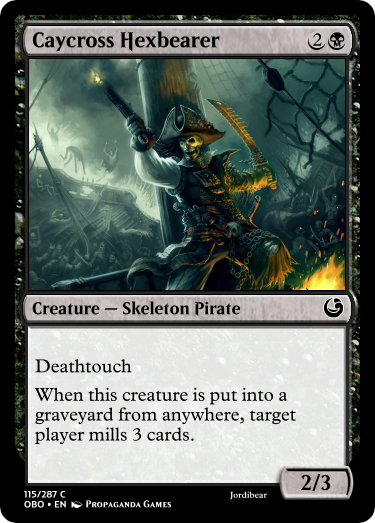 Caycross Hexbearer 2
Creature — Skeleton Pirate
Deathtouch
When this creature is put into a
graveyard from anywhere, target
player mills 3 cards.
2/3
115/287 C
OBO • EN Propaganda Games
Jordibear